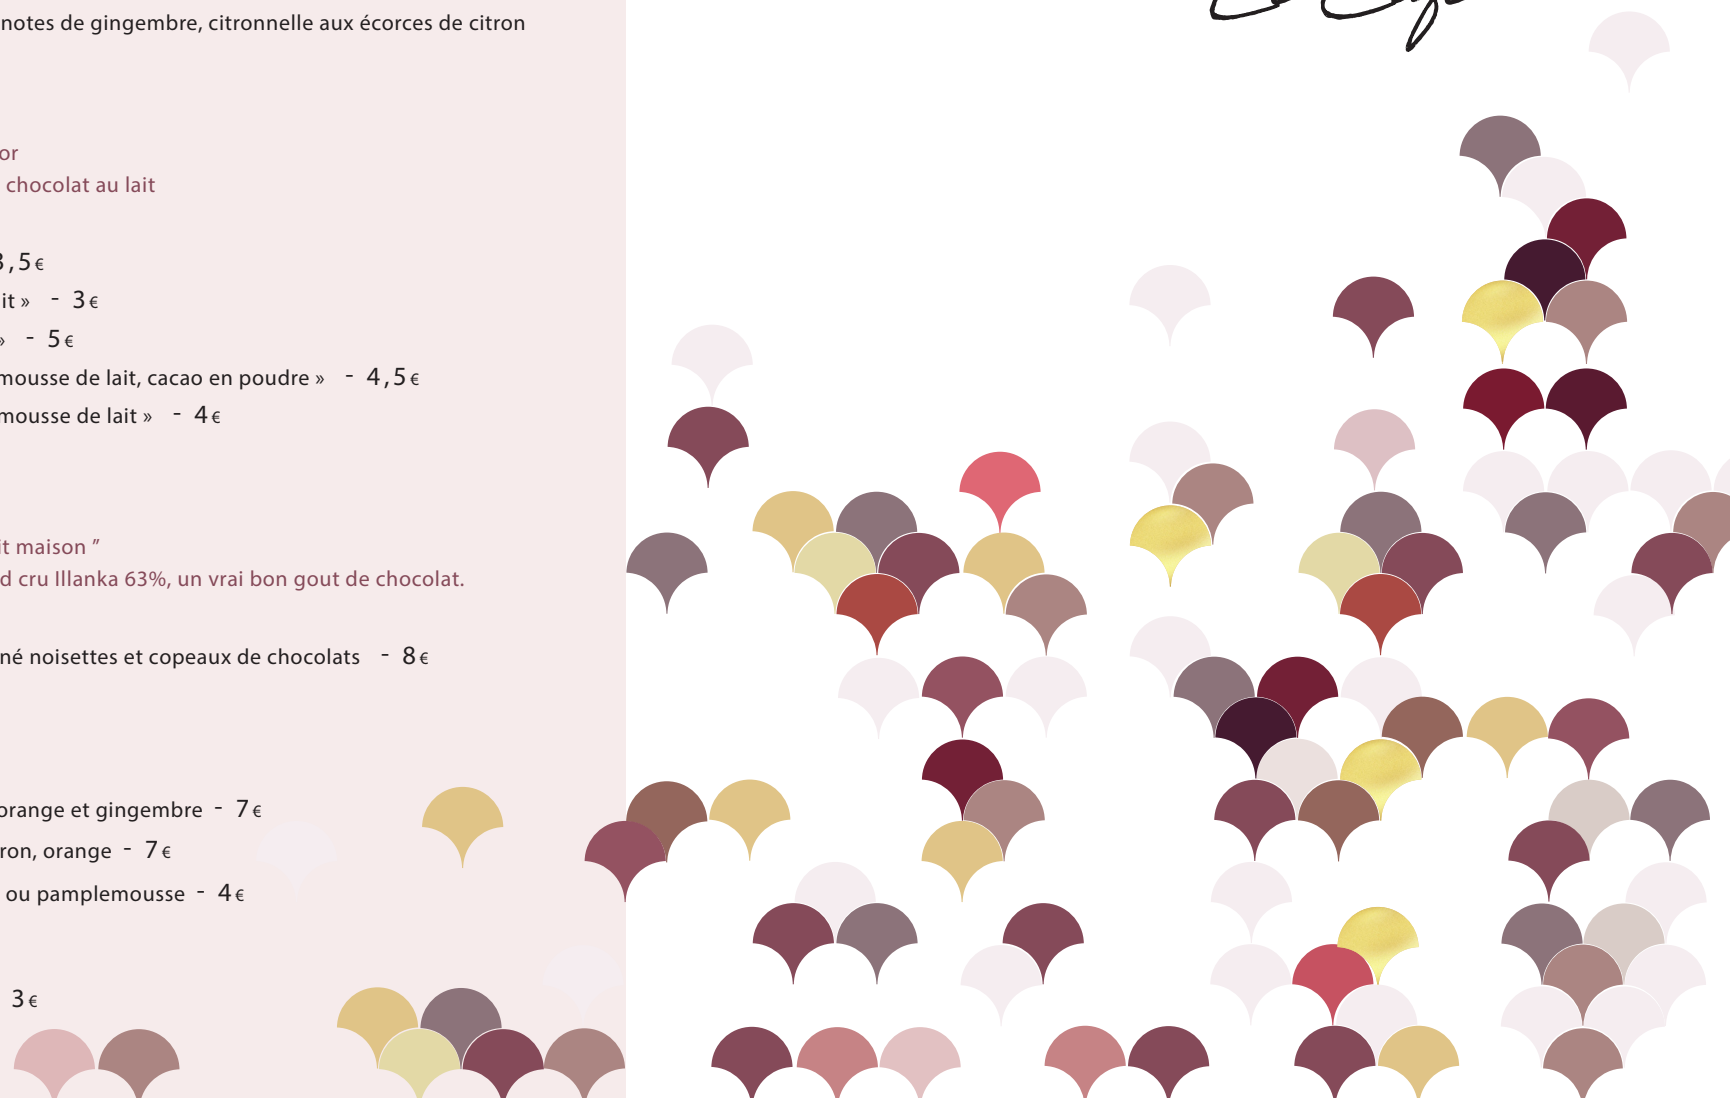 notes de gingembre, citronnelle aux écorces de citron
or
chocolat au lait
3,5€
it » - 3€
» - 5€
mousse de lait, cacao en poudre » - 4,5€
mousse de lait » - 4€
it maison ”
d cru Illanka 63%, un vrai bon gout de chocolat.
né noisettes et copeaux de chocolats - 8€
orange et gingembre - 7€
ron, orange - 7€
ou pamplemousse - 4€
3€